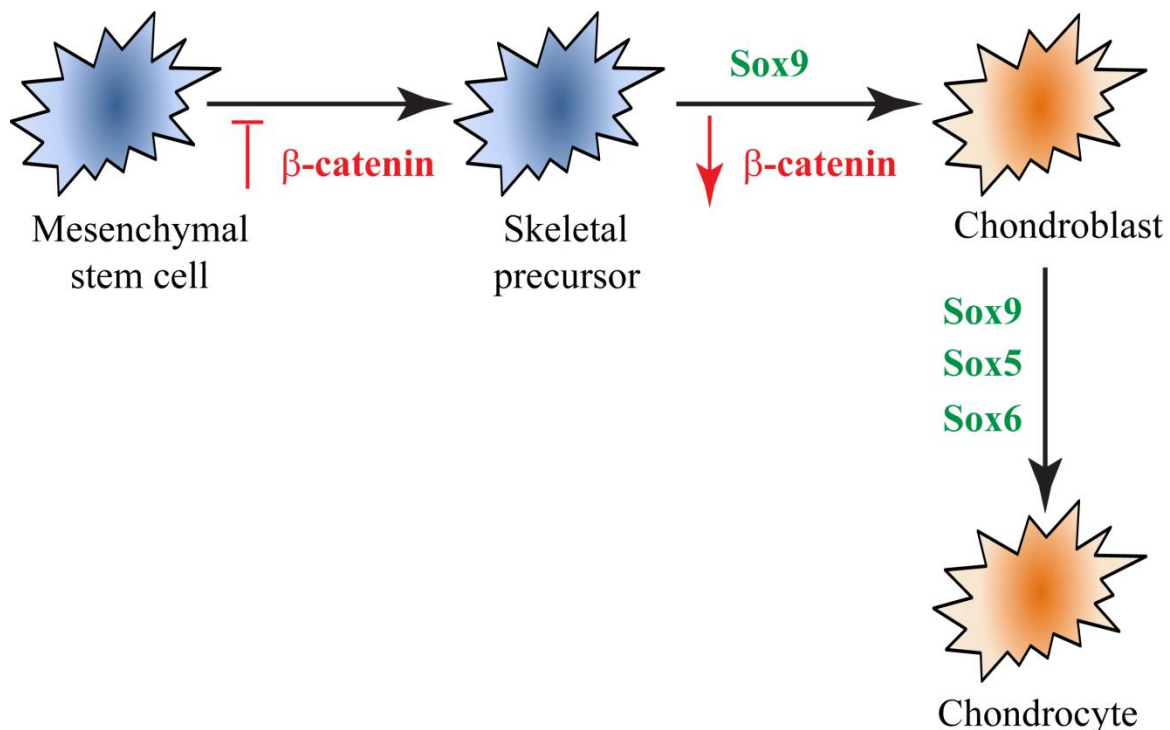 Sox9
β-catenin
β-catenin
Mesenchymal
stem cell
Skeletal
precursor
Chondroblast
Sox9
Sox5
Sox6
Chondrocyte